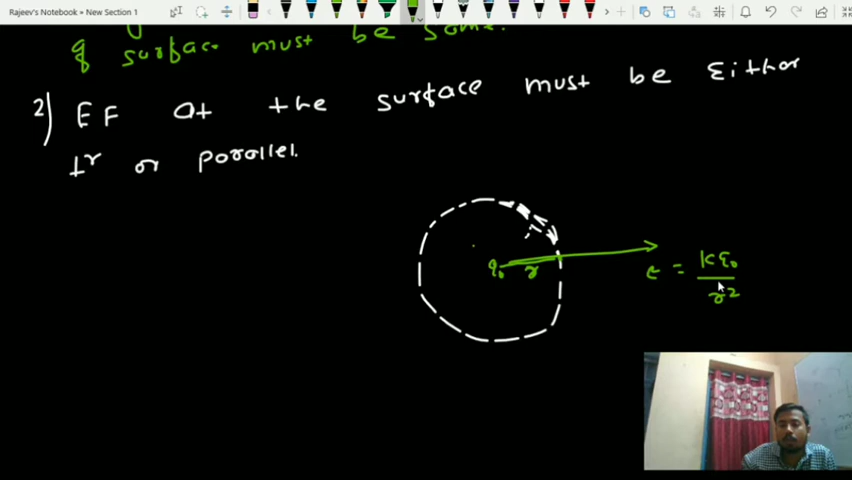 Rajeev's Notebook » New Section 1
of surface must be same.
2) EF at the surface must be Either
⊥r or parallel.
q₀ r
E = kq₀
r²